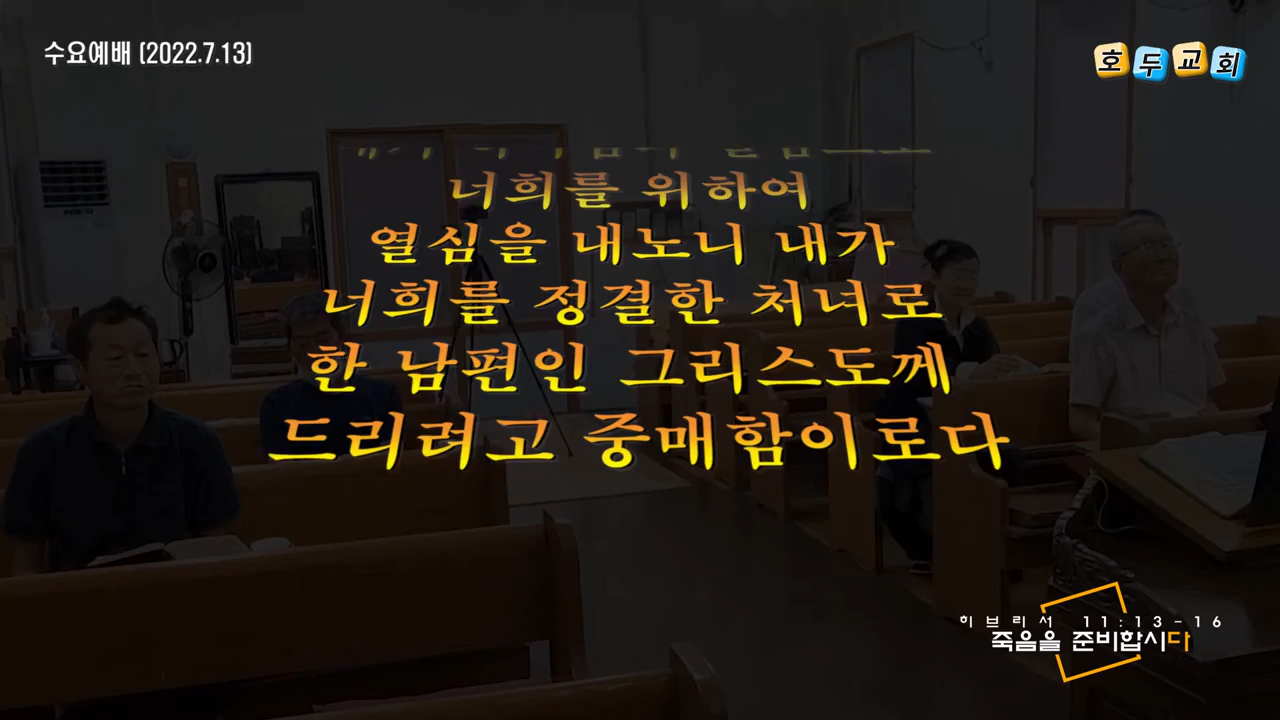 수요예배 (2022.7.13)
호두교회
너희를 위하여
열심을 내노니 내가
너희를 정결한 처녀로
한 남편인 그리스도께
드리려고 중매함이로다
히브리서 11:13-16
죽음을 준비합시다